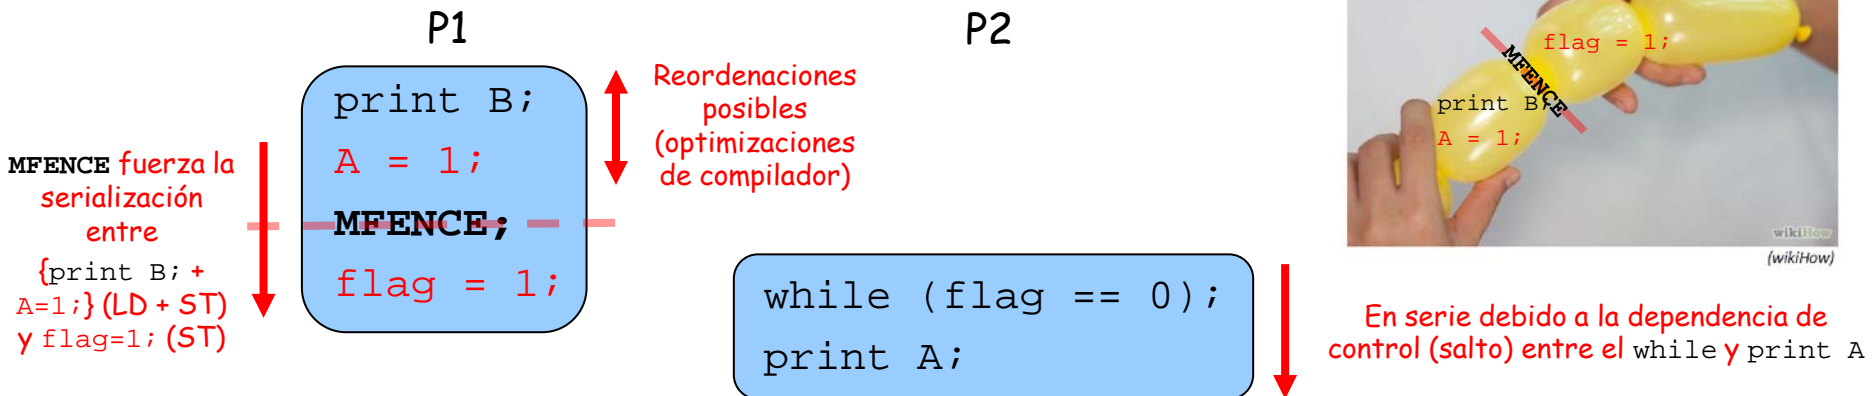 P1
P2
print B;
A = 1;
MFENCE;
flag = 1;
Reordenaciones
posibles
(optimizaciones
de compilador)
MFENCE fuerza la
serialización
entre
{print B; +
A=1;} (LD + ST)
y flag=1; (ST)
while (flag == 0);
print A;
flag = 1;
MFENCE
print B;
A = 1;
wikiHow
(wikiHow)
En serie debido a la dependencia de
control (salto) entre el while y print A